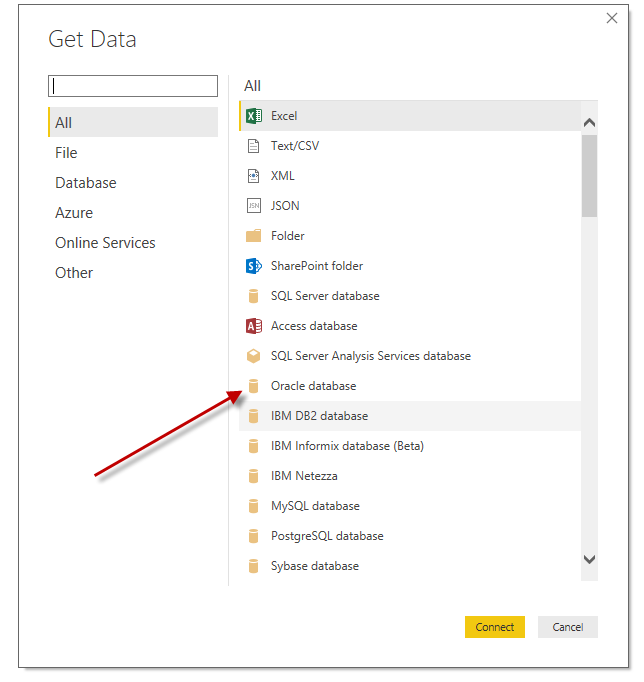 Get Data
All
File
Database
Azure
Online Services
Other
All
Excel
Text/CSV
XML
JSON
Folder
SharePoint folder
SQL Server database
Access database
SQL Server Analysis Services database
Oracle database
IBM DB2 database
IBM Informix database (Beta)
IBM Netezza
MySQL database
PostgreSQL database
Sybase database
Connect
Cancel